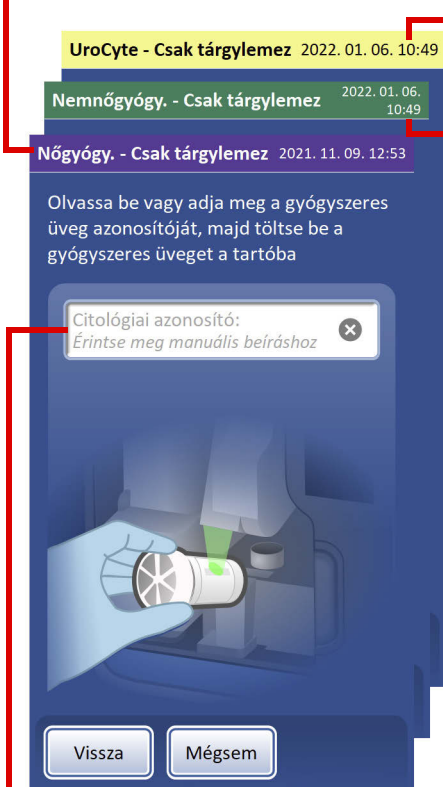 UroCyte - Csak tárgylemez 2022. 01. 06. 10:49
Nemnőgyógy. - Csak tárgylemez 2022. 01. 06.
10:49
Nőgyógy. - Csak tárgylemez 2021. 11. 09. 12:53
Olvassa be vagy adja meg a gyógyszeres
üveg azonosítóját, majd töltse be a
gyógyszeres üveget a tartóba
Citológiai azonosító:
Érintse meg manuális beíráshoz
Vissza
Mégsem